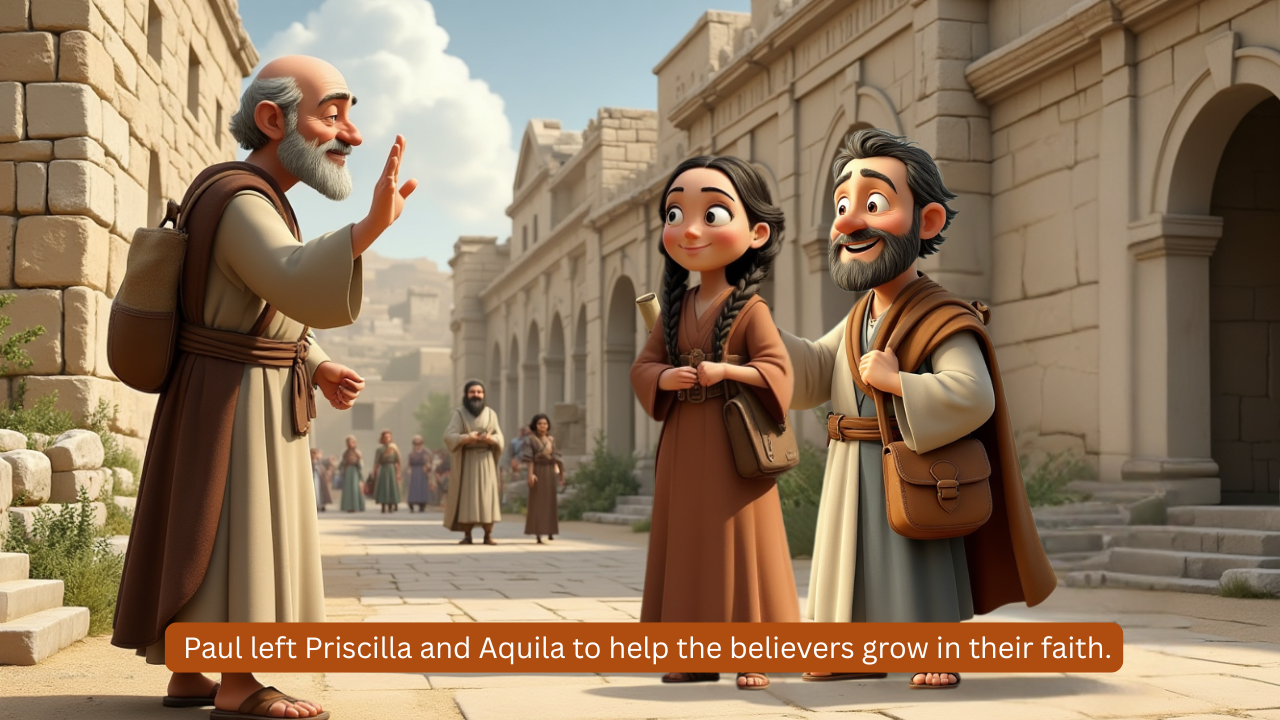 Paul left Priscilla and Aquila to help the believers grow in their faith.